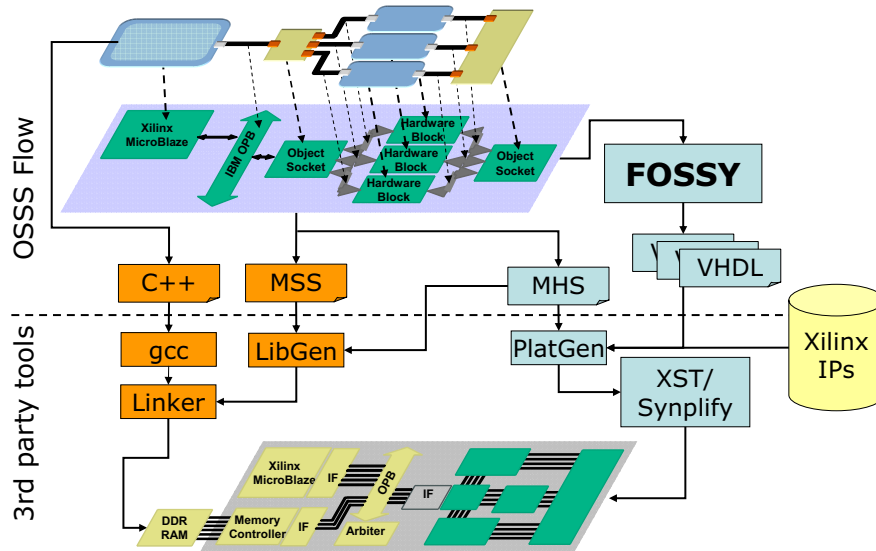 OSSS Flow
Xilinx
MicroBlaze
IBM OPB
Object
Socket
Hardware
Block
Hardware
Block
Hardware
Block
Object
Socket
FOSSY
V
V
VHDL
C++
MSS
MHS
3rd party tools
gcc
LibGen
PlatGen
Xilinx
IPs
Linker
XST/
Synplify
Xilinx
MicroBlaze
IF
OPB
IF
DDR
RAM
Memory
Controller
IF
Arbiter